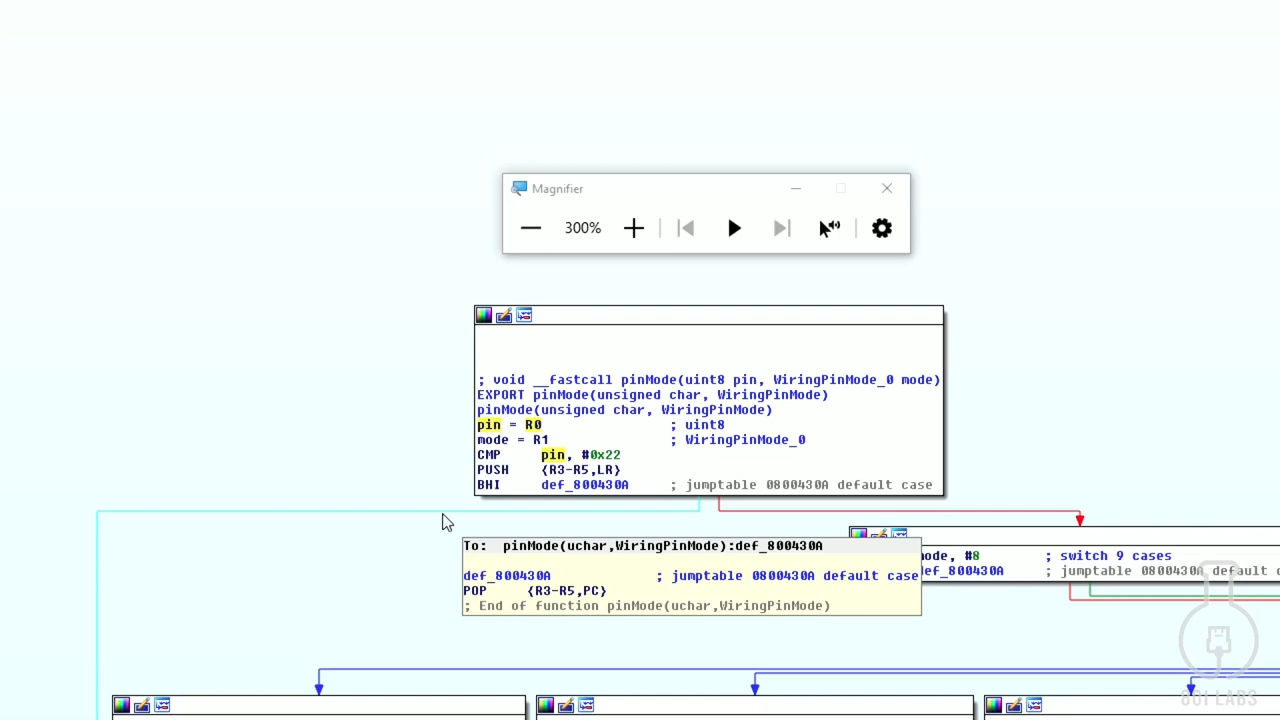 Magnifier
300%
; void __fastcall pinMode(uint8 pin, WiringPinMode_0 mode)
EXPORT pinMode(unsigned char, WiringPinMode)
pinMode(unsigned char, WiringPinMode)
pin = R0 ; uint8
mode = R1 ; WiringPinMode_0
CMP pin, #0x22
PUSH {R3-R5,LR}
BHI def_800430A ; jumptable 0800430A default case
To: pinMode(uchar,WiringPinMode):def_800430A
mode, #8 ; switch 9 cases
def_800430A ; jumptable 0800430A default c
def_800430A ; jumptable 0800430A default case
POP {R3-R5,PC}
; End of function pinMode(uchar,WiringPinMode)
LABS